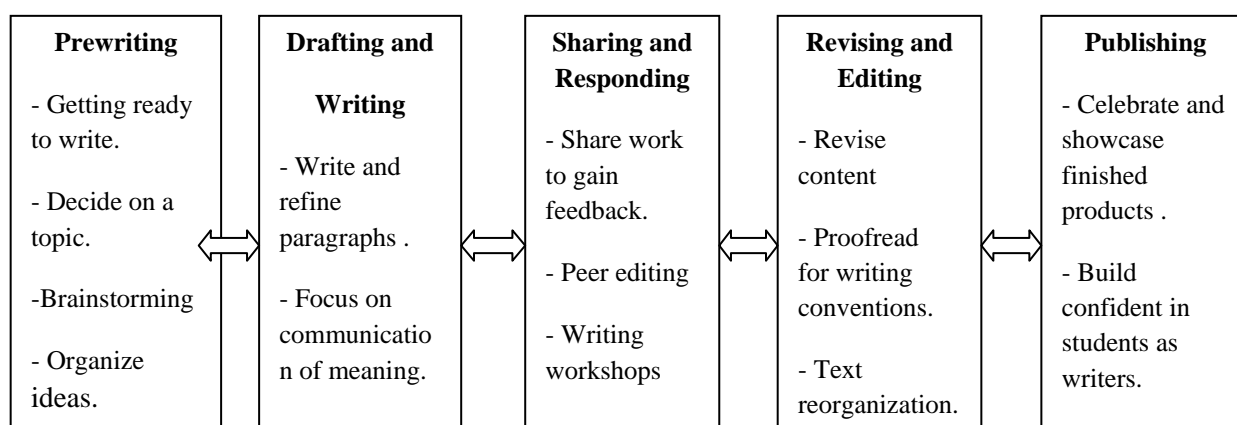 Prewriting
- Getting ready
to write.
- Decide on a
topic.
-Brainstorming
- Organize
ideas.
Drafting and
Writing
- Write and
refine
paragraphs .
- Focus on
communicatio
n of meaning.
Sharing and
Responding
- Share work
to gain
feedback.
- Peer editing
- Writing
workshops
Revising and
Editing
- Revise
content
- Proofread
for writing
conventions.
- Text
reorganization.
Publishing
- Celebrate and
showcase
finished
products .
- Build
confident in
students as
writers.